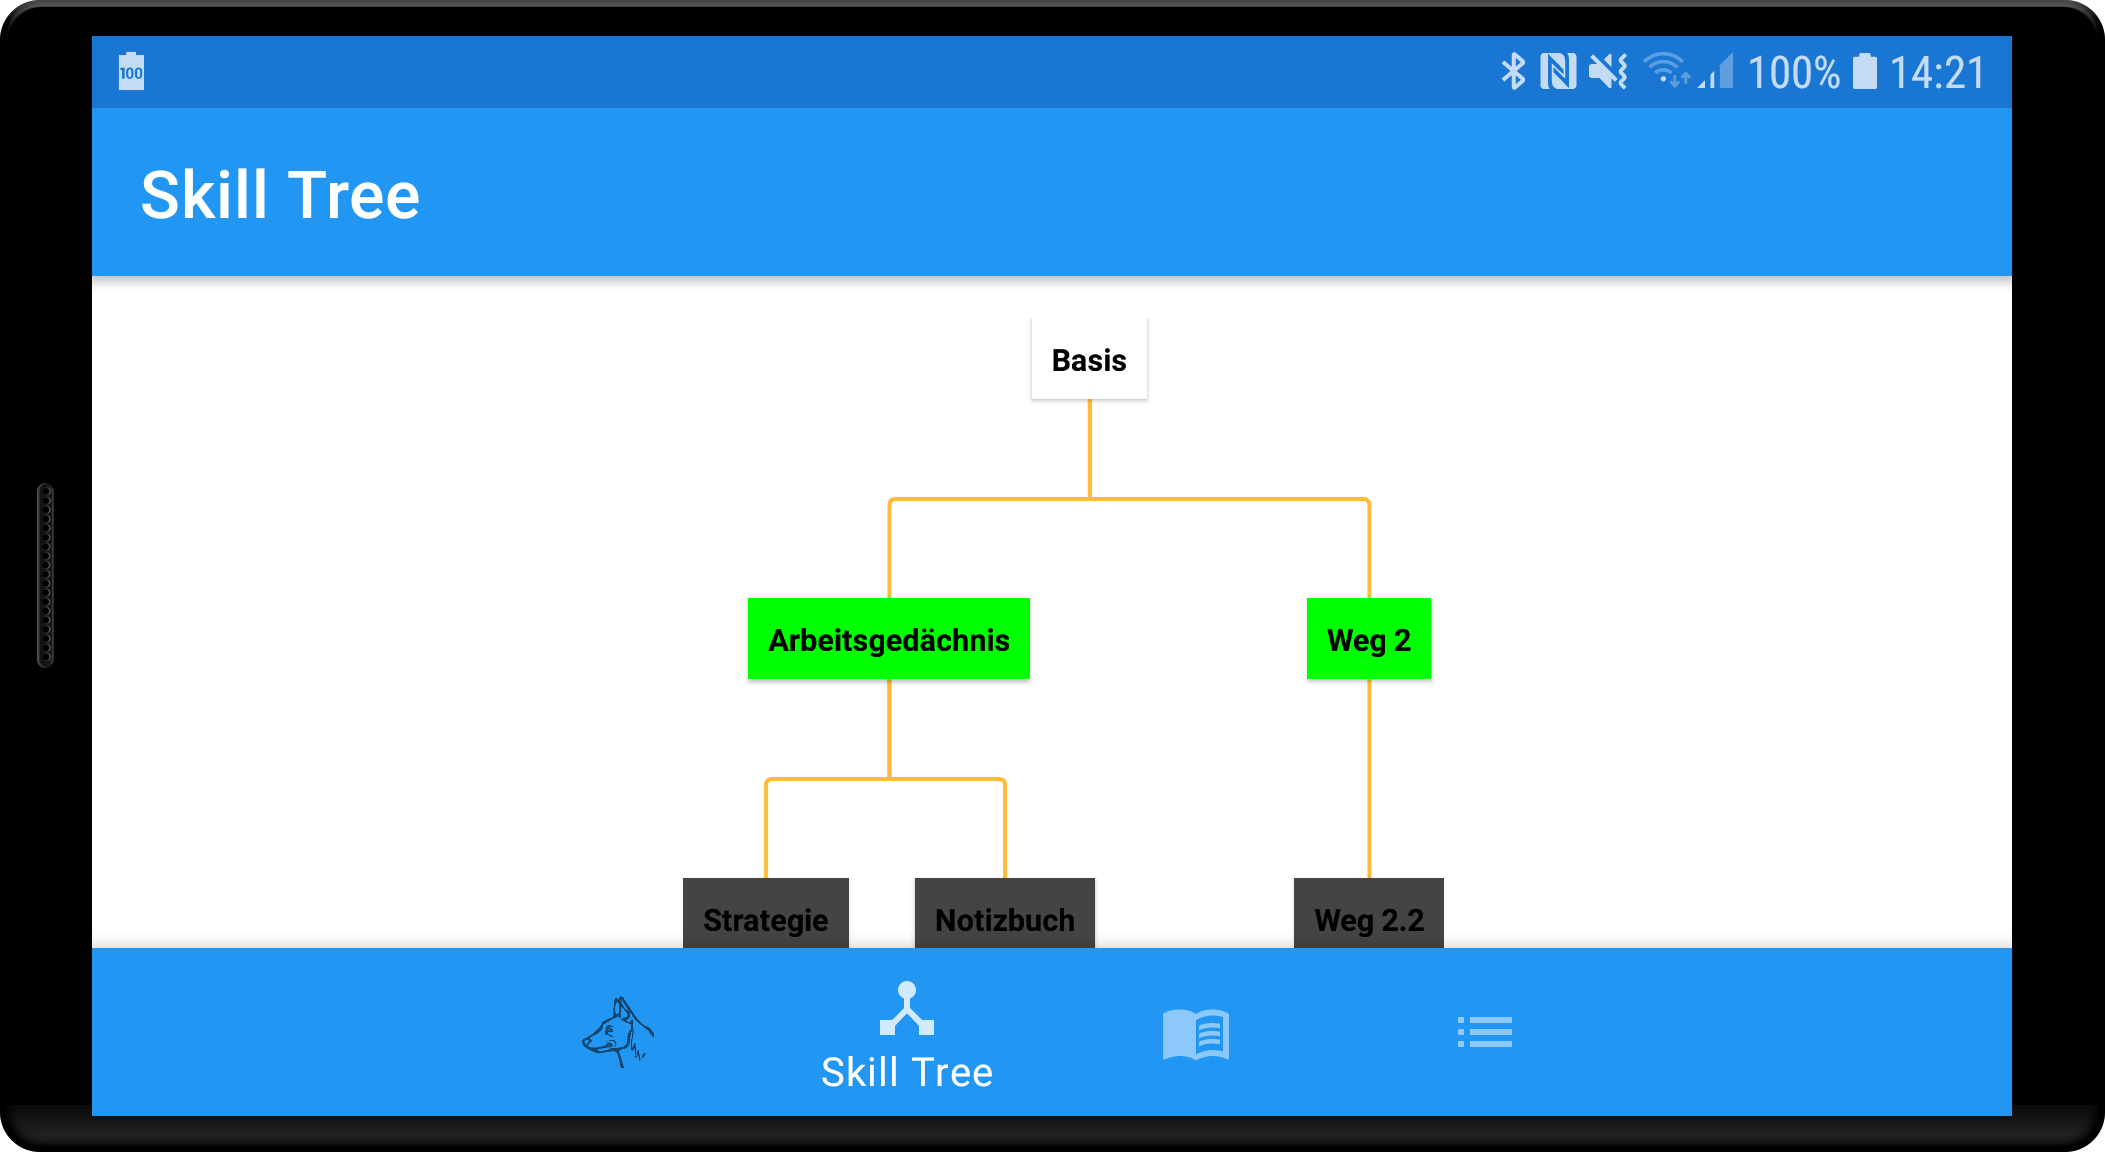 100
100% 14:21
Skill Tree
Basis
Arbeitsgedächnis Weg 2
Strategie Notizbuch Weg 2.2
Skill Tree